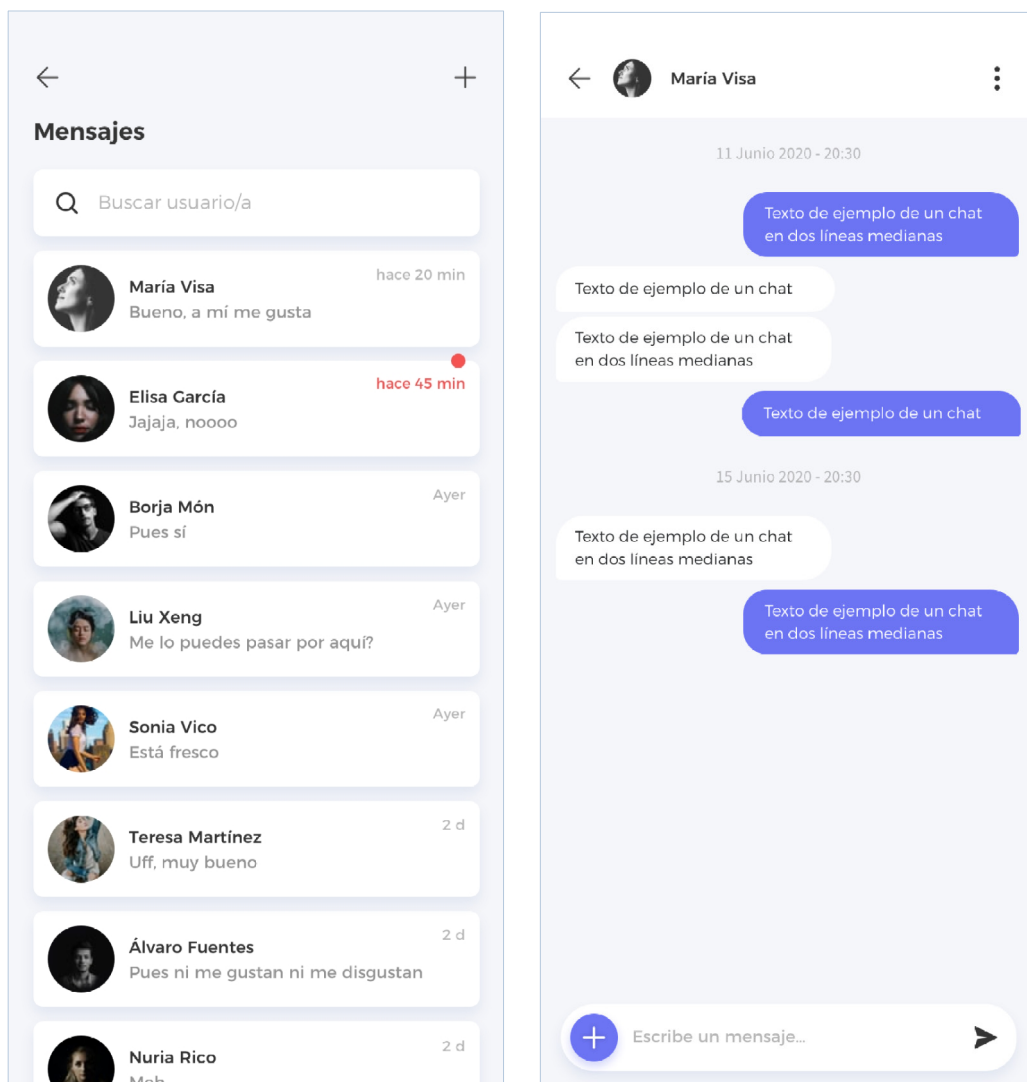 Mensajes
Buscar usuario/a
María Visa
hace 20 min
Bueno, a mí me gusta
Elisa García
hace 45 min
Jajaja, noooo
Borja Món
Ayer
Pues sí
Liu Xeng
Ayer
Me lo puedes pasar por aquí?
Sonia Vico
Ayer
Está fresco
Teresa Martínez
2 d
Uff, muy bueno
Álvaro Fuentes
2 d
Pues ni me gustan ni me disgustan
Nuria Rico
2 d
María Visa
11 Junio 2020 - 20:30
Texto de ejemplo de un chat
en dos líneas medianas
Texto de ejemplo de un chat
Texto de ejemplo de un chat
en dos líneas medianas
Texto de ejemplo de un chat
15 Junio 2020 - 20:30
Texto de ejemplo de un chat
en dos líneas medianas
Texto de ejemplo de un chat
en dos líneas medianas
Escribe un mensaje...